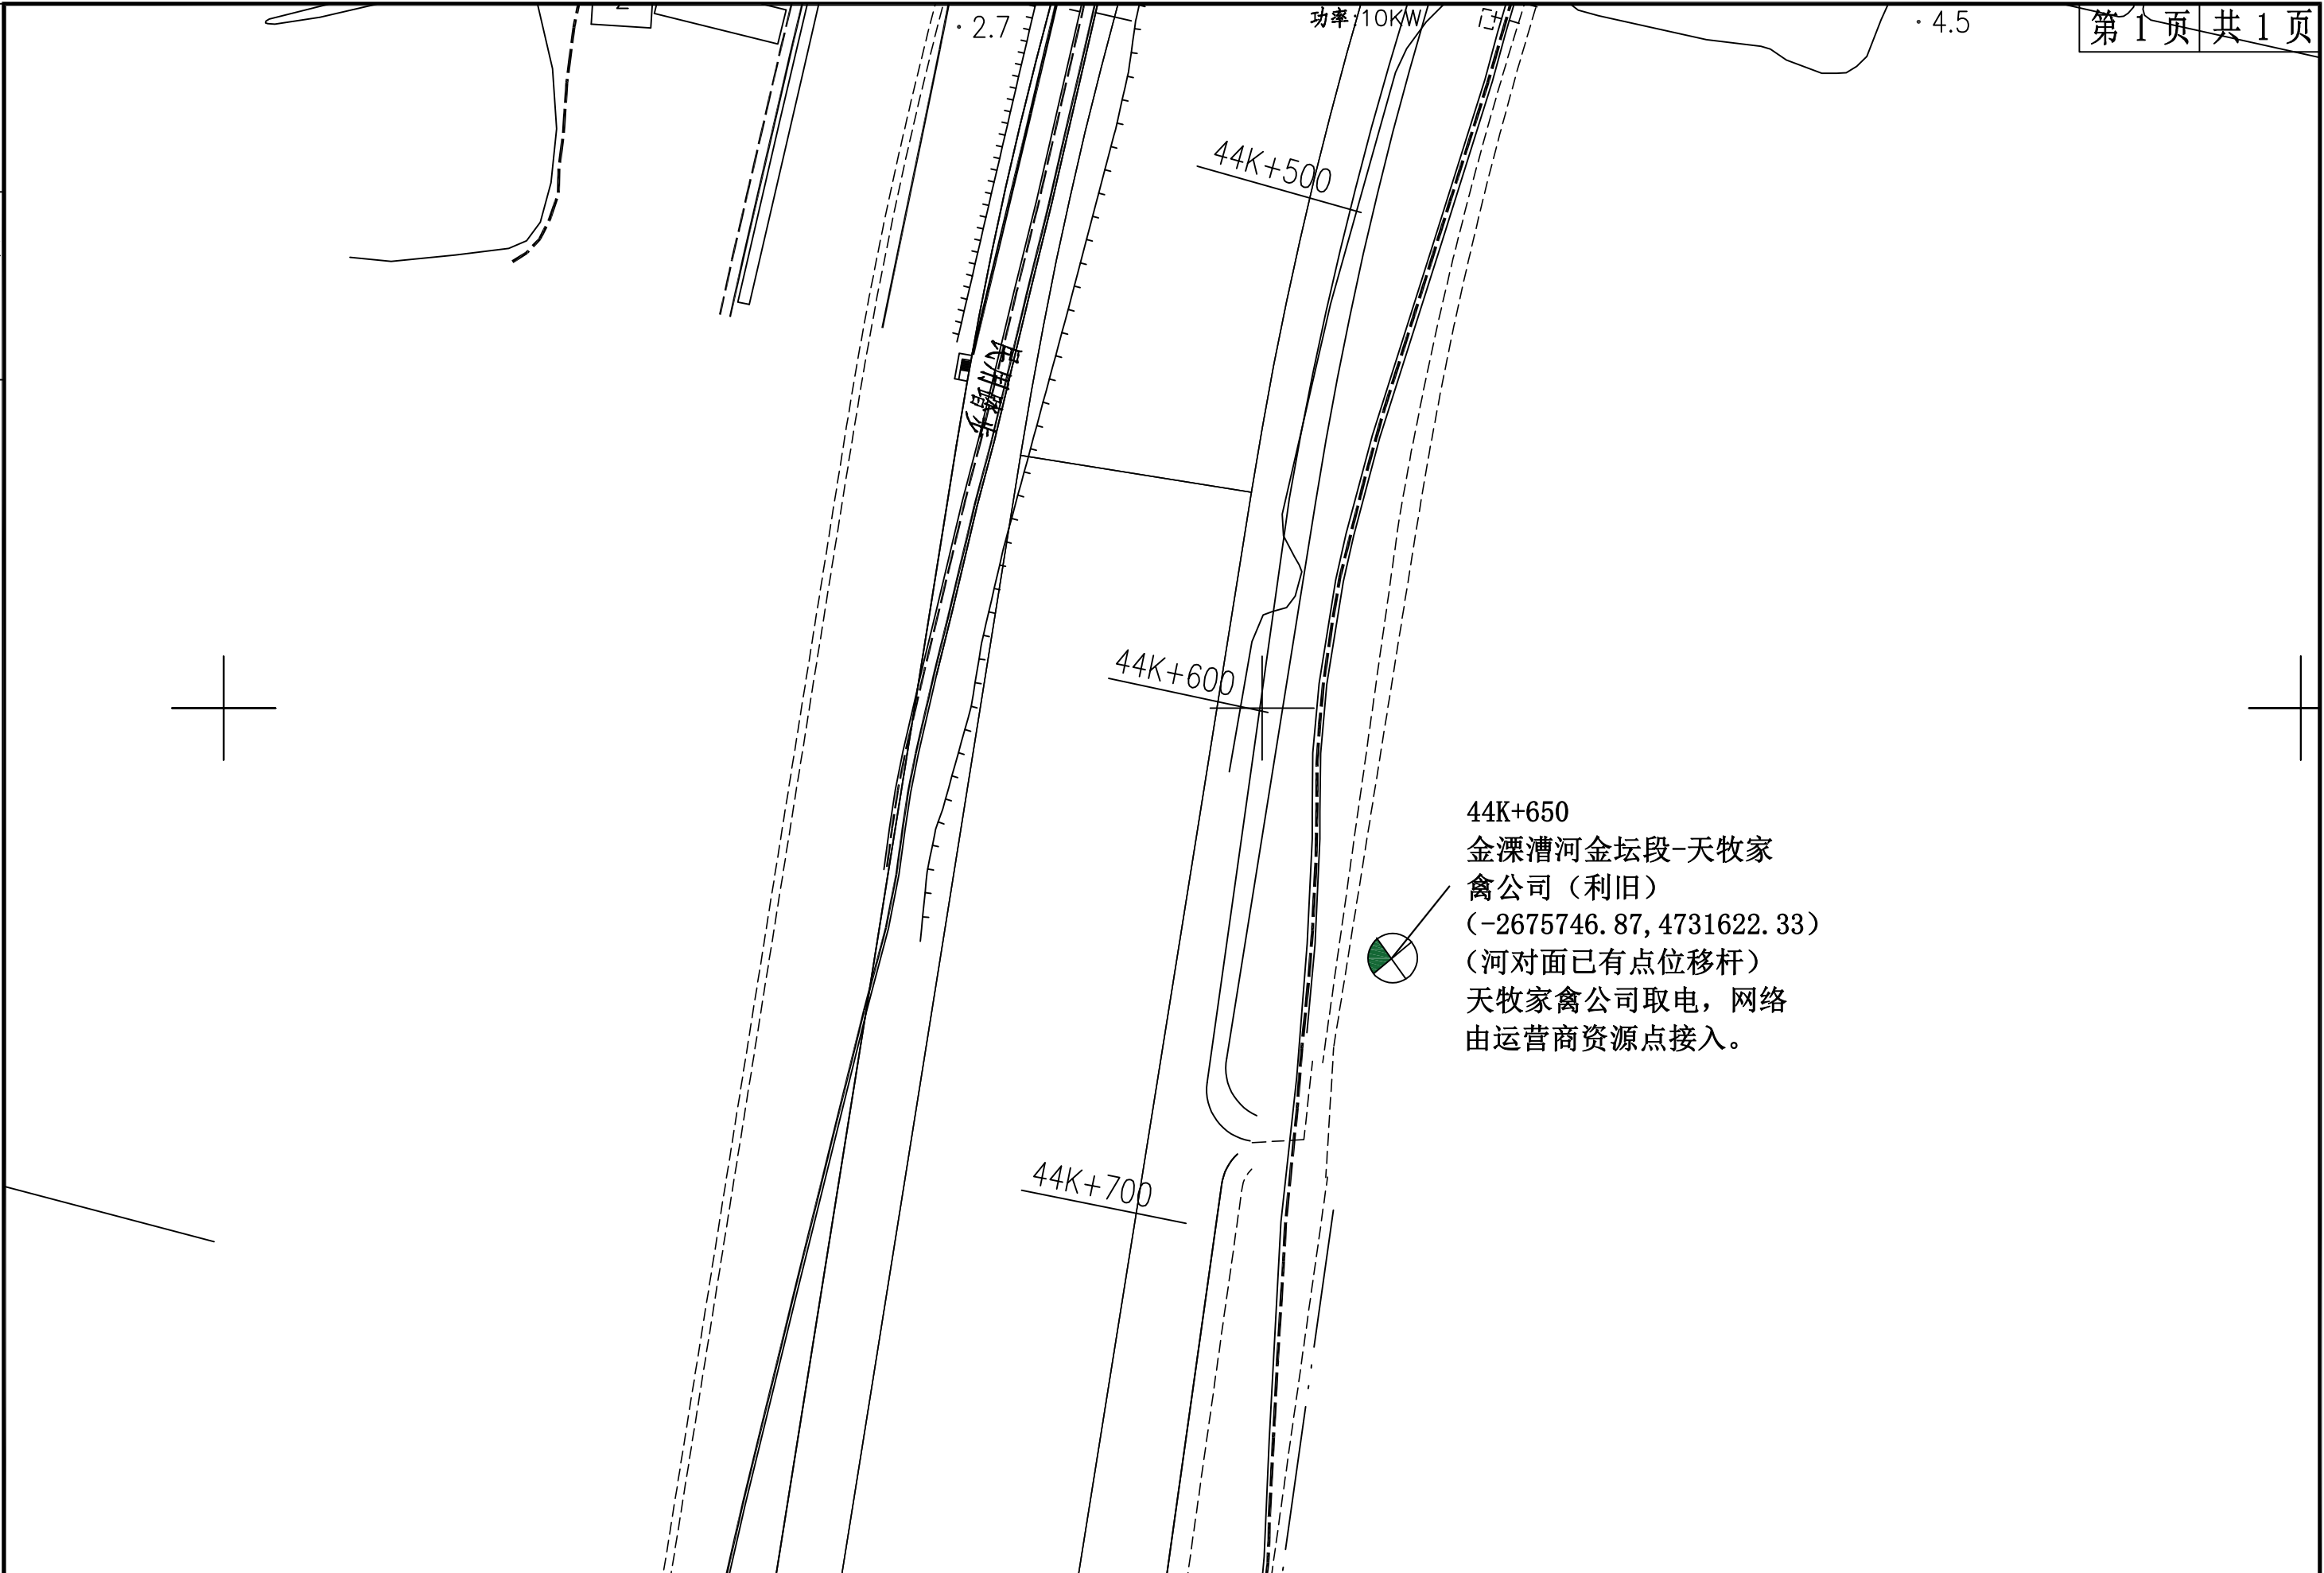 2.7
功率:10KW
4.5
第 1 页 共 1 页
44K+500
44K+600
44K+650
金溧漕河金坛段-天牧家
禽公司（利旧）
(-2675746.87,4731622.33)
（河对面已有点位移杆）
天牧家禽公司取电，网络
由运营商资源点接入。
44K+700